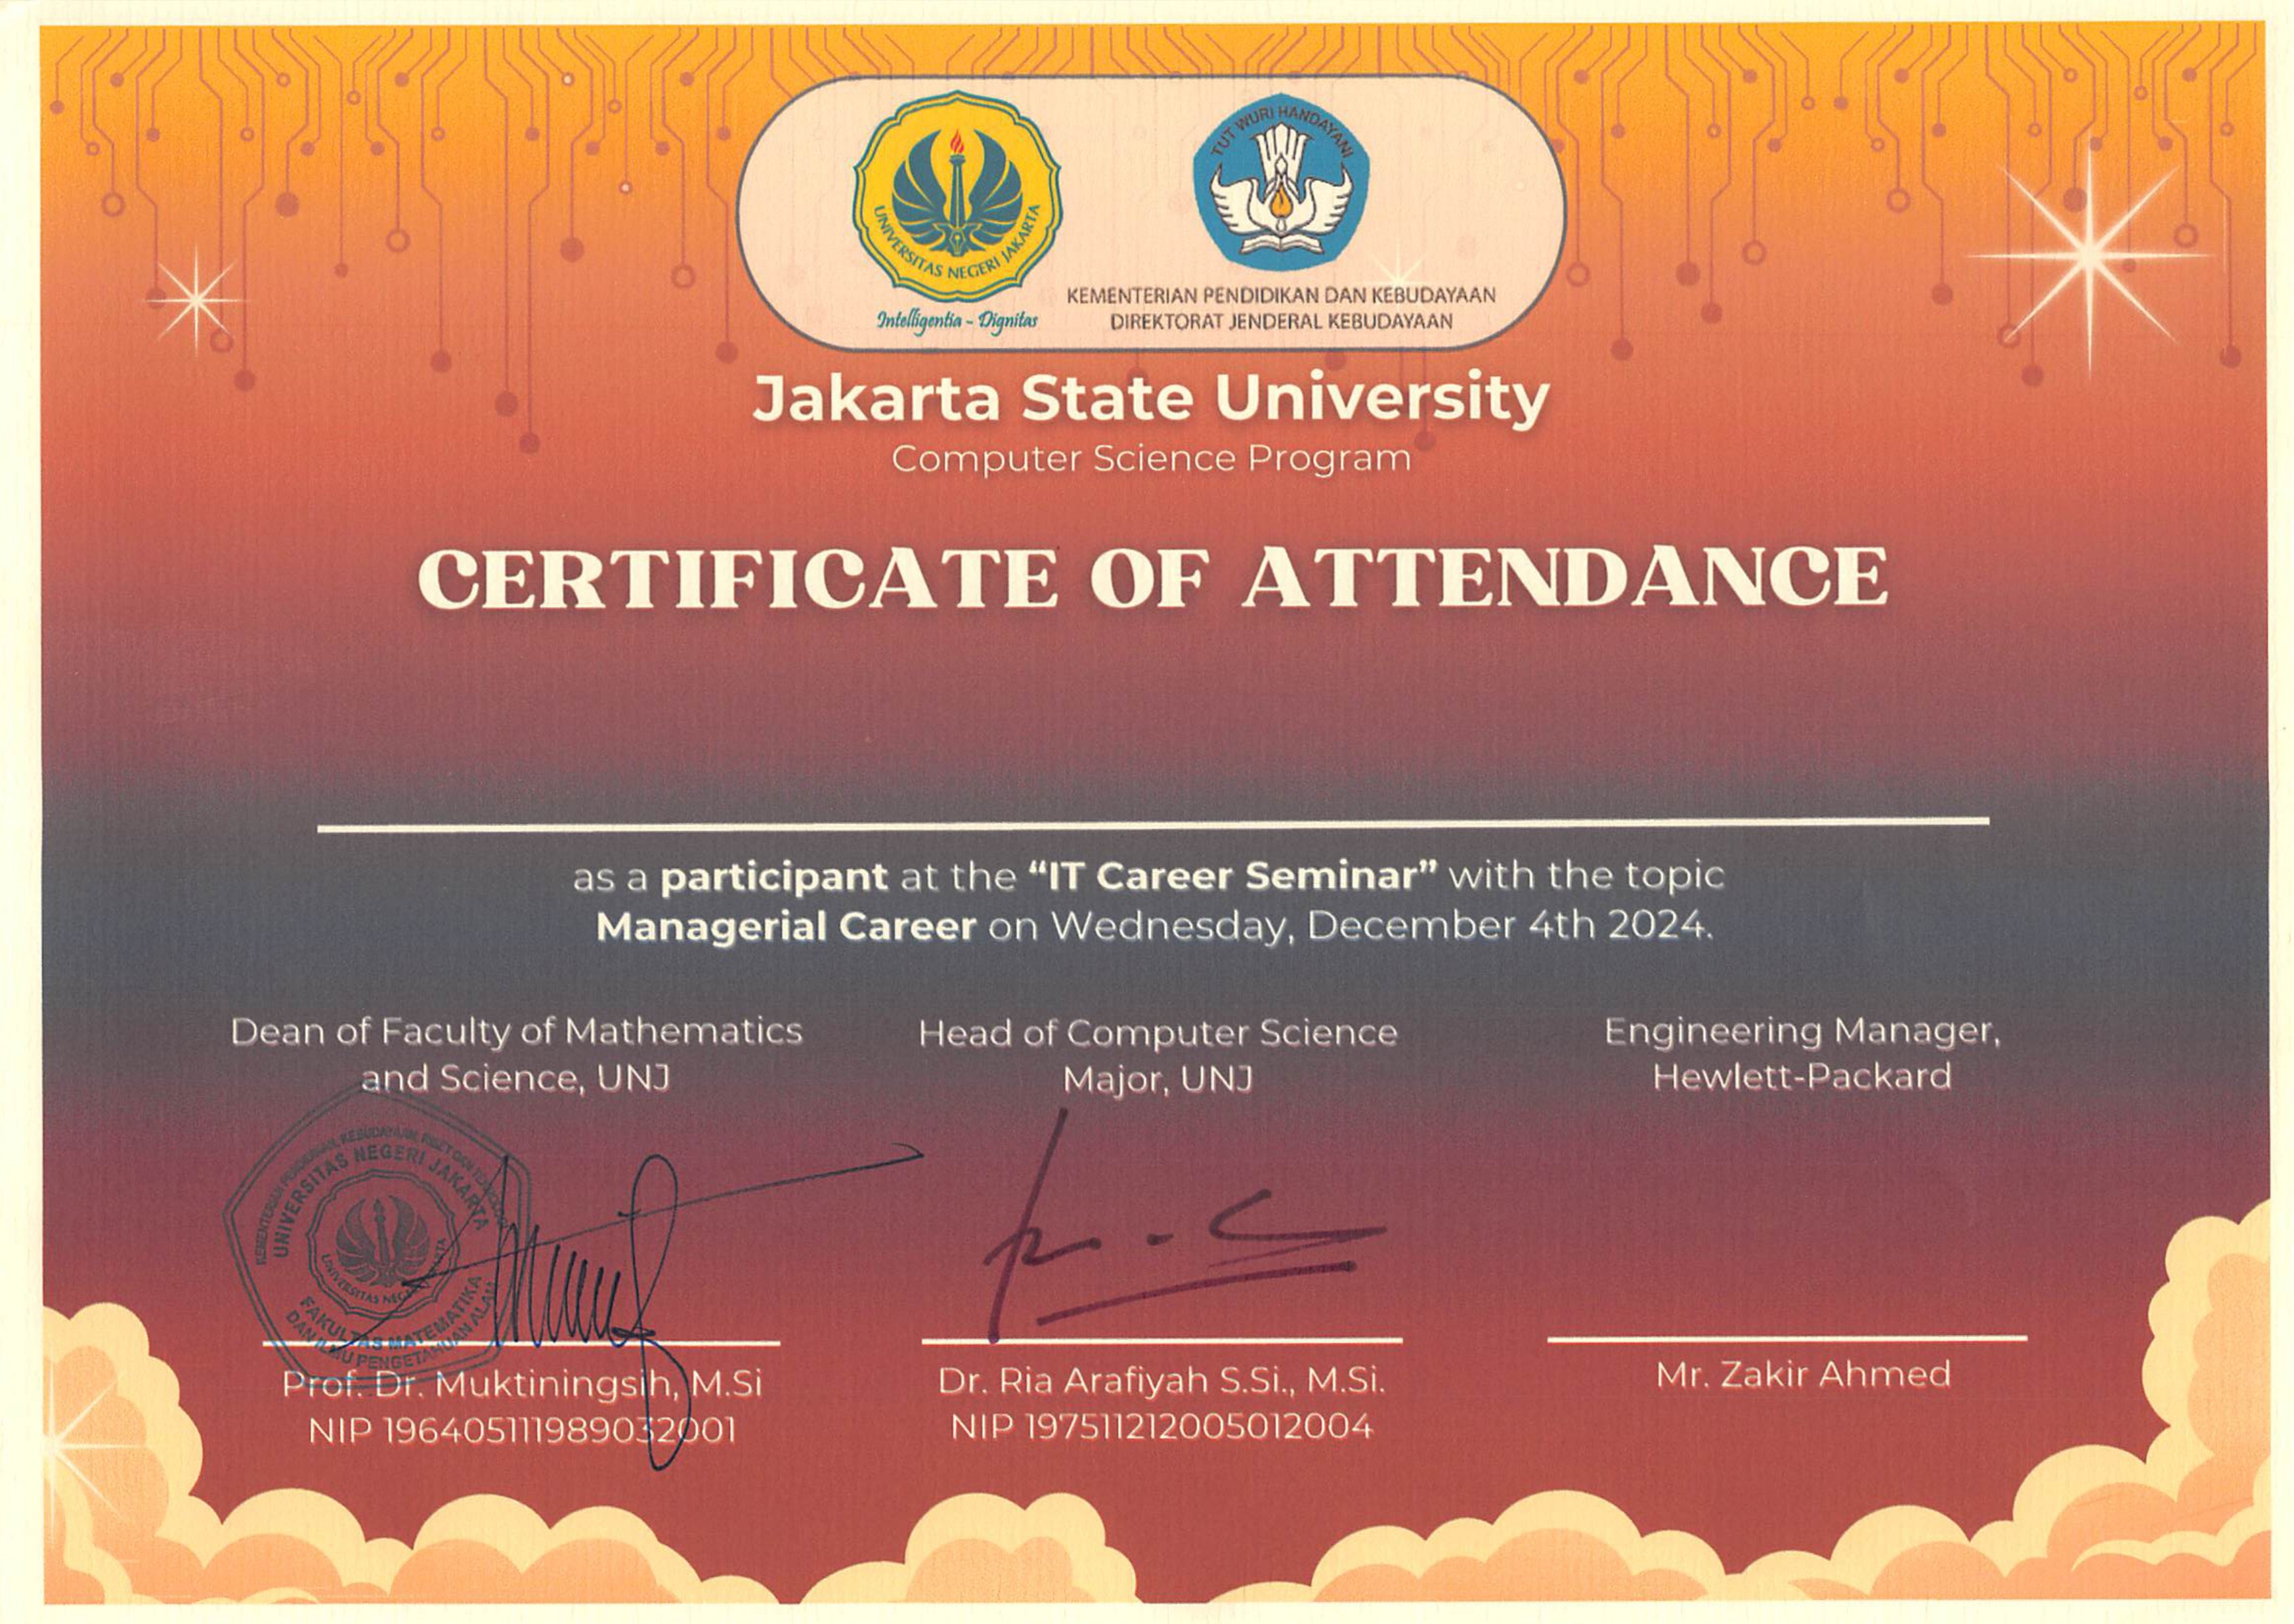 UNIVERSITAS NEGERI JAKARTA
Intelligentia - Dignitas
TUT WURI HANDAYANI
KEMENTERIAN PENDIDIKAN DAN KEBUDAYAAN
DIREKTORAT JENDERAL KEBUDAYAAN
Jakarta State University
Computer Science Program
CERTIFICATE OF ATTENDANCE
as a participant at the “IT Career Seminar” with the topic
Managerial Career on Wednesday, December 4th 2024.
Dean of Faculty of Mathematics
and Science, UNJ
Head of Computer Science
Major, UNJ
Engineering Manager,
Hewlett-Packard
KEMENTERIAN PENDIDIKAN, KEBUDAYAAN, RISET DAN TEKNOLOGI
UNIVERSITAS NEGERI JAKARTA
UNIVERSITAS NEGERI JAKARTA
FAKULTAS MATEMATIKA
DAN ILMU PENGETAHUAN ALAM
Prof. Dr. Muktiningsih, M.Si
NIP 196405111989032001
Dr. Ria Arafiyah S.Si., M.Si.
NIP 197511212005012004
Mr. Zakir Ahmed